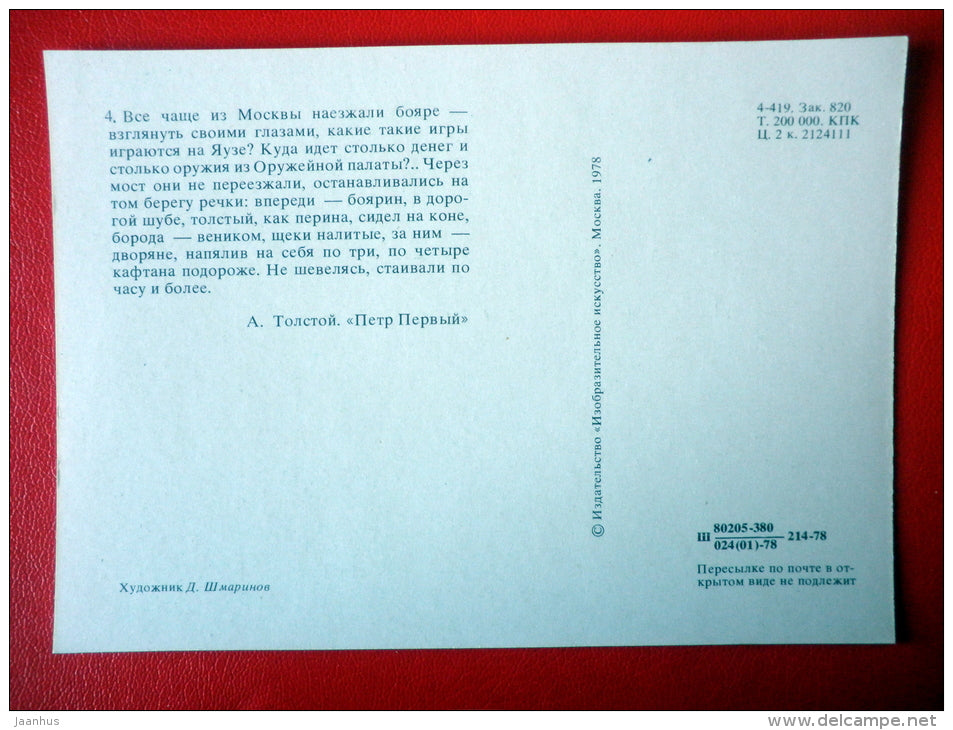 4. Все чаще из Москвы наезжали бояре —
взглянуть своими глазами, какие такие игры
играются на Яузе? Куда идет столько денег и
столько оружия из Оружейной палаты?.. Через
мост они не переезжали, останавливались на
том берегу речки: впереди — боярин, в доро-
гой шубе, толстый, как перина, сидел на коне,
борода — веником, щеки налитые, за ним —
дворяне, напялив на себя по три, по четыре
кафтана подороже. Не шевелясь, стаивали по
часу и более.
А. Толстой. «Петр Первый»
Художник Д. Шмаринов
© Издательство «Изобразительное искусство». Москва. 1978
4-419. Зак. 820
Т. 200 000. КПК
Ц. 2 к. 2124111
Ш 80205-380 214-78
024(01)-78
Пересылке по почте в от-
крытом виде не подлежит
Jaanhus
delcampe.net